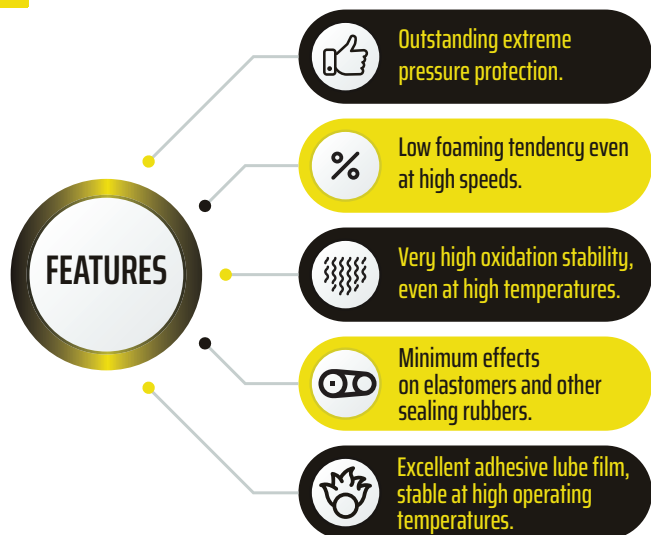 FEATURES
Outstanding extreme
pressure protection.
%
Low foaming tendency even
at high speeds.
Very high oxidation stability,
even at high temperatures.
Minimum effects
on elastomers and other
sealing rubbers.
Excellent adhesive lube film,
stable at high operating
temperatures.